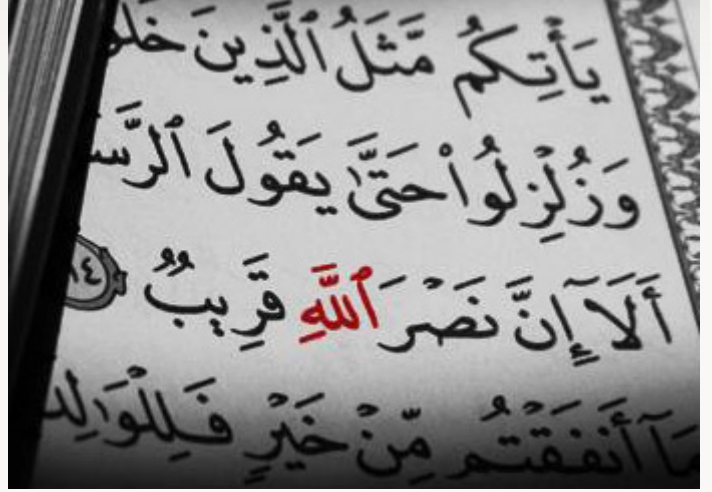 يَأْتِكُم مَّثَلُ ٱلَّذِينَ
وَزُلْزِلُوا۟ حَتَّىٰ يَقُولَ
أَلَآ إِنَّ نَصْرَ ٱللَّهِ قَرِيبٌ
مَآ أَنفَقْتُم مِّنْ خَيْرٍ